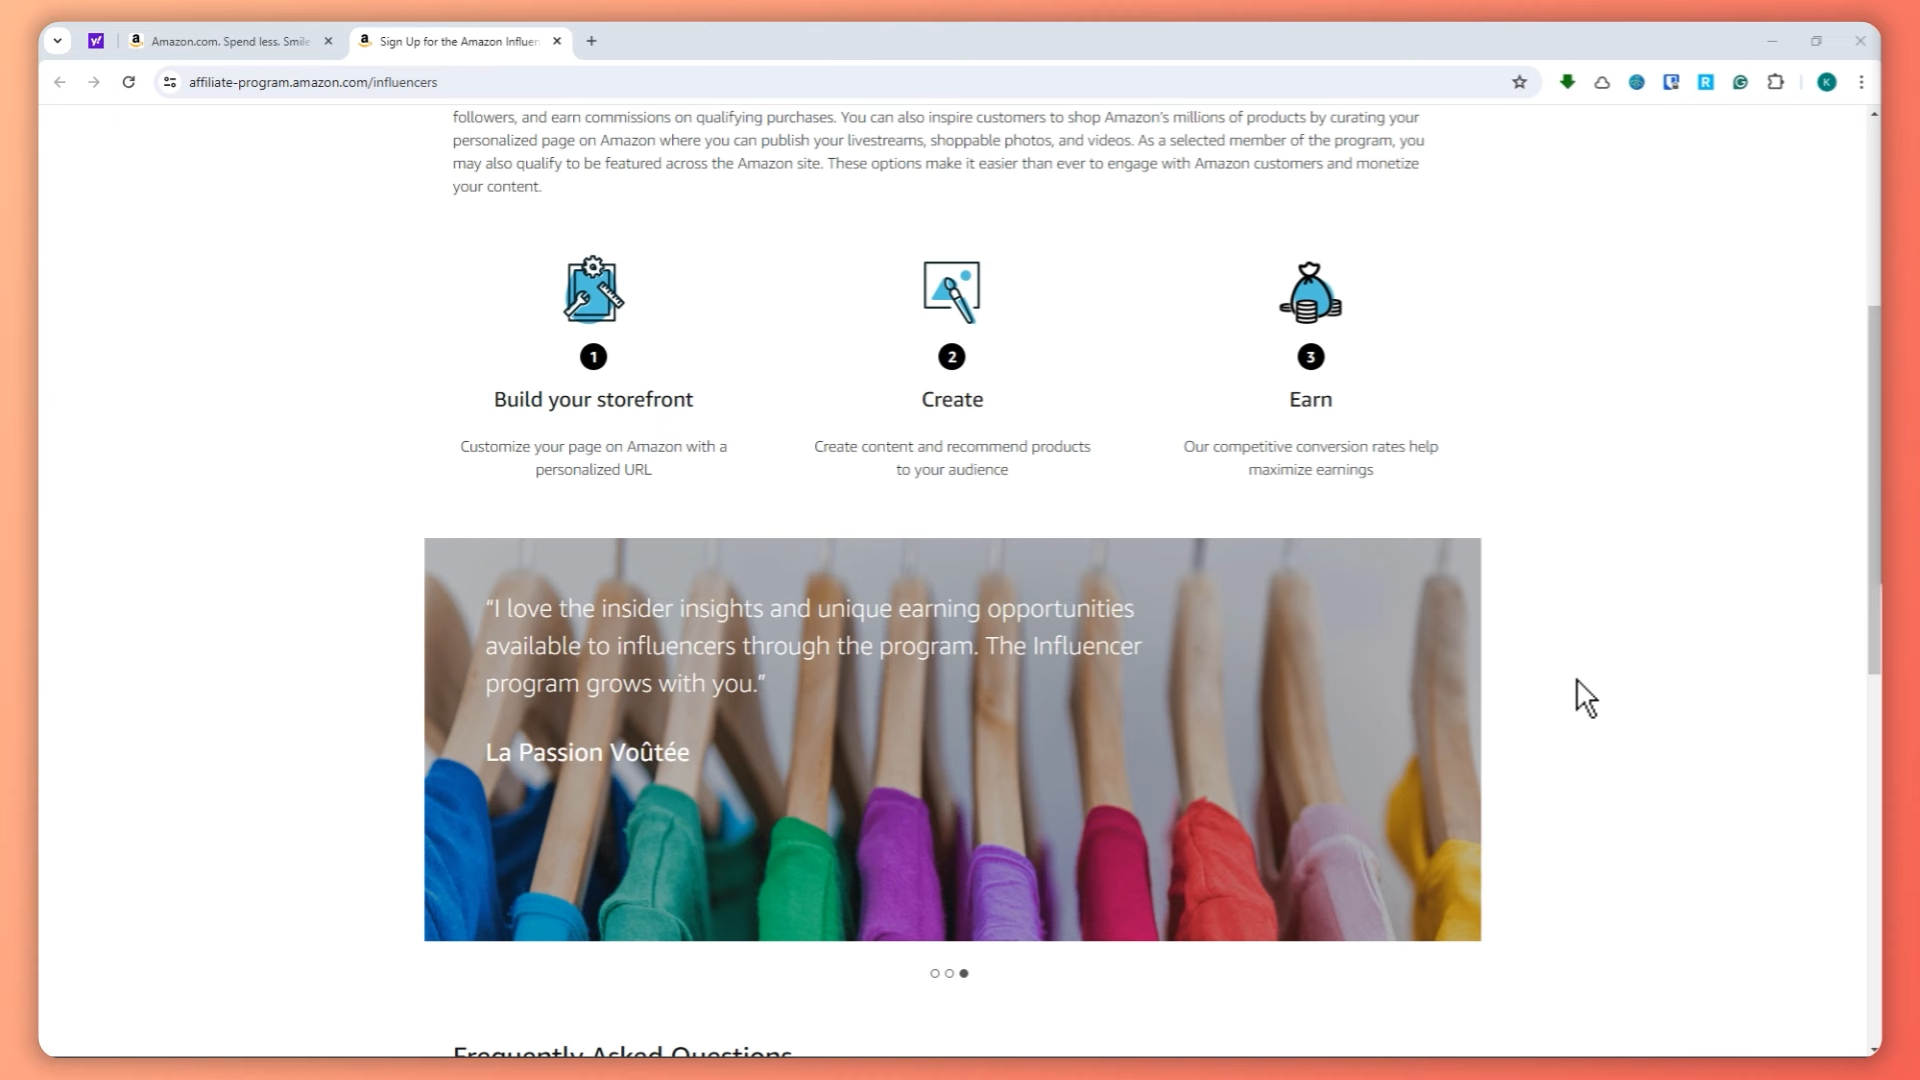 Amazon.com. Spend less. Smile
Sign Up for the Amazon Influen
affiliate-program.amazon.com/influencers
followers, and earn commissions on qualifying purchases. You can also inspire customers to shop Amazon's millions of products by curating your
personalized page on Amazon where you can publish your livestreams, shoppable photos, and videos. As a selected member of the program, you
may also qualify to be featured across the Amazon site. These options make it easier than ever to engage with Amazon customers and monetize
your content.
1
2
3
Build your storefront
Create
Earn
Customize your page on Amazon with a
personalized URL
Create content and recommend products
to your audience
Our competitive conversion rates help
maximize earnings
“I love the insider insights and unique earning opportunities
available to influencers through the program. The Influencer
program grows with you.”
La Passion Voûtée
Frequently Asked Questions